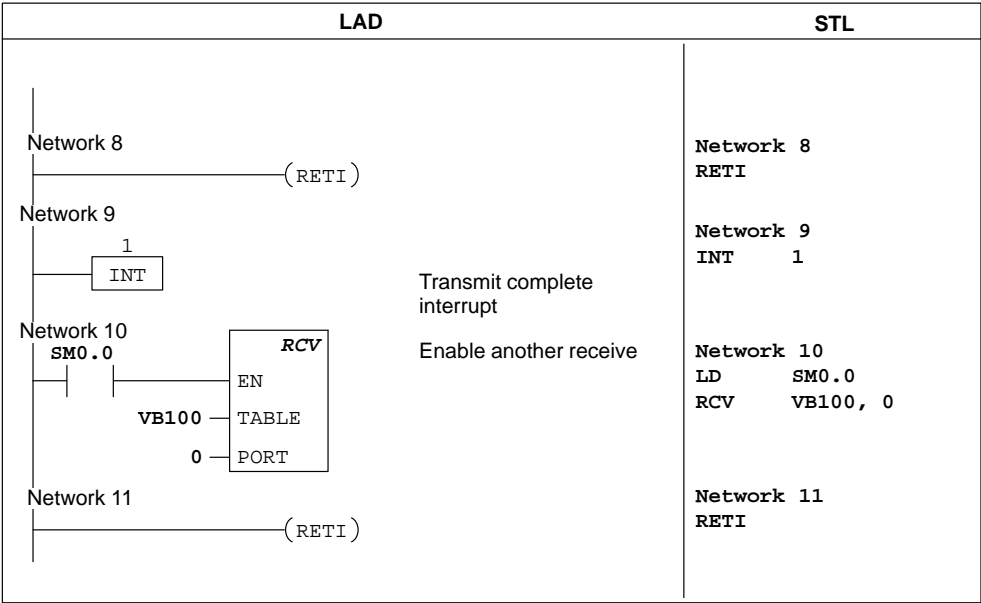 LAD
STL
Network 8
(RETI)
Network 9
1
INT
Transmit complete
interrupt
Network 10
SM0.0
RCV
Enable another receive
EN
VB100
TABLE
0
PORT
Network 11
(RETI)
Network 8
RETI
Network 9
INT 1
Network 10
LD SM0.0
RCV VB100, 0
Network 11
RETI